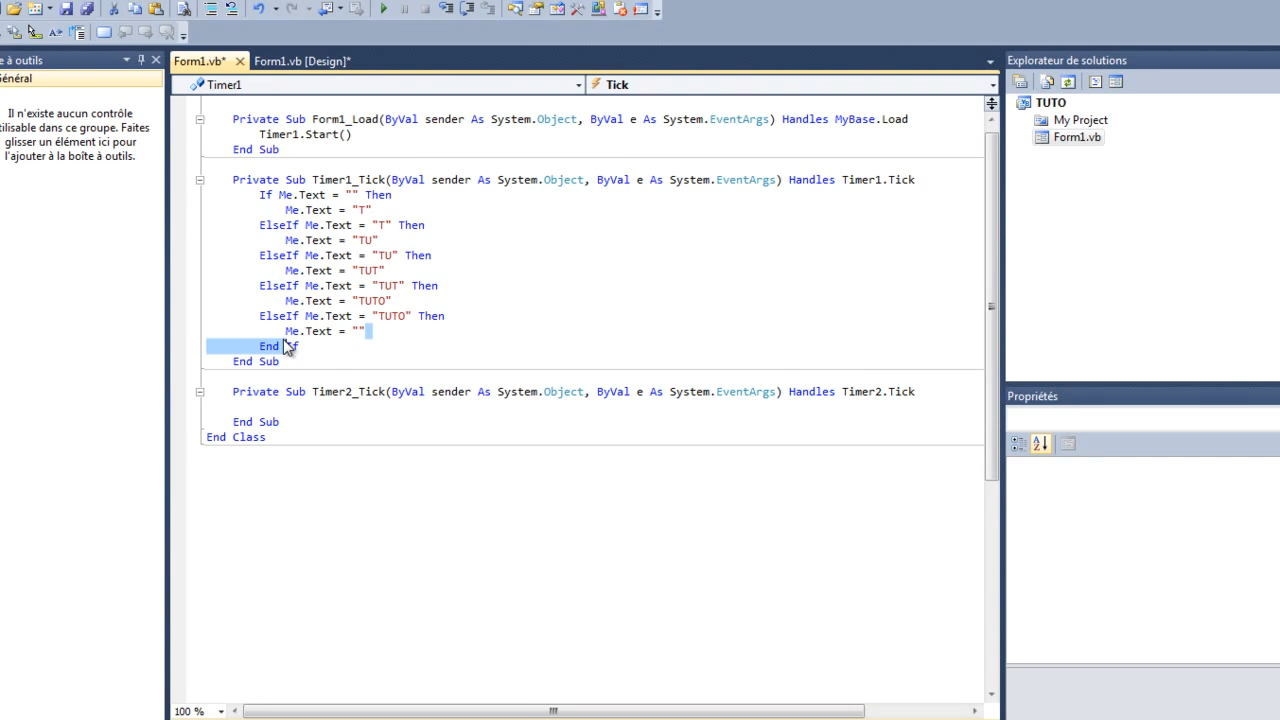 Form1.vb*
Form1.vb [Design]*
Explorateur de solutions
e à outils
Général
Il n'existe aucun contrôle
utilisable dans ce groupe. Faites
glisser un élément ici pour
l'ajouter à la boîte à outils.
Timer1
Tick
Private Sub Form1_Load(ByVal sender As System.Object, ByVal e As System.EventArgs) Handles MyBase.Load
Timer1.Start()
End Sub
Private Sub Timer1_Tick(ByVal sender As System.Object, ByVal e As System.EventArgs) Handles Timer1.Tick
If Me.Text = "" Then
Me.Text = "T"
ElseIf Me.Text = "T" Then
Me.Text = "TU"
ElseIf Me.Text = "TU" Then
Me.Text = "TUT"
ElseIf Me.Text = "TUT" Then
Me.Text = "TUTO"
ElseIf Me.Text = "TUTO" Then
Me.Text = ""
End If
End Sub
Private Sub Timer2_Tick(ByVal sender As System.Object, ByVal e As System.EventArgs) Handles Timer2.Tick
End Sub
End Class
100 %
TUTO
My Project
Form1.vb
Propriétés